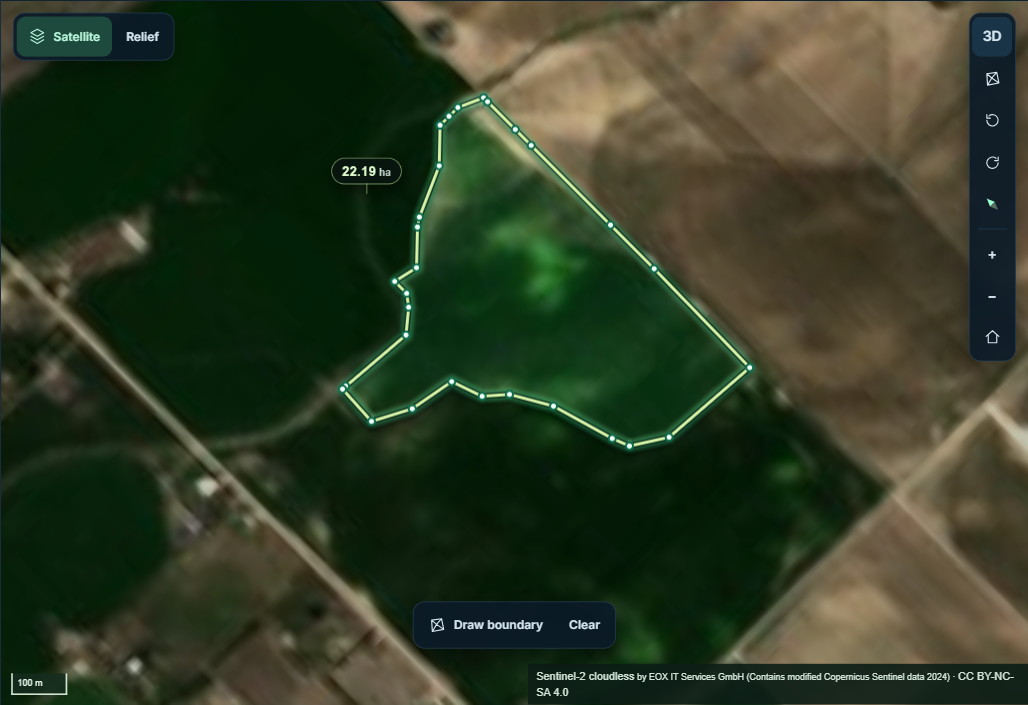 Satellite
Relief
3D
22.19 ha
Draw boundary
Clear
100 m
Sentinel-2 cloudless by EOX IT Services GmbH (Contains modified Copernicus Sentinel data 2024) · CC BY-NC-
SA 4.0